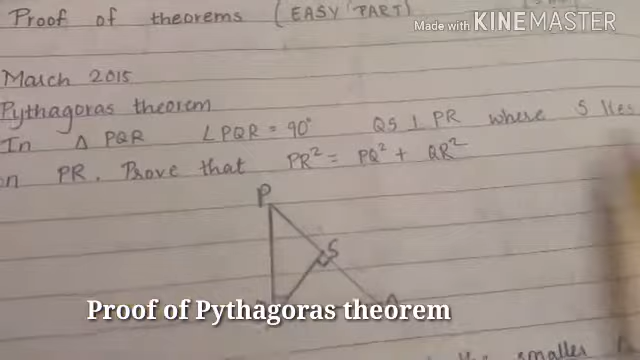 Proof of theorems (EASY PART)
Made with KINEMASTER
March 2015
Pythagoras theorem
In Δ PQR ∠PQR = 90° QS ⊥ PR where S lies
on PR. Prove that PR² = PQ² + QR²
P
S
Proof of Pythagoras theorem
smaller